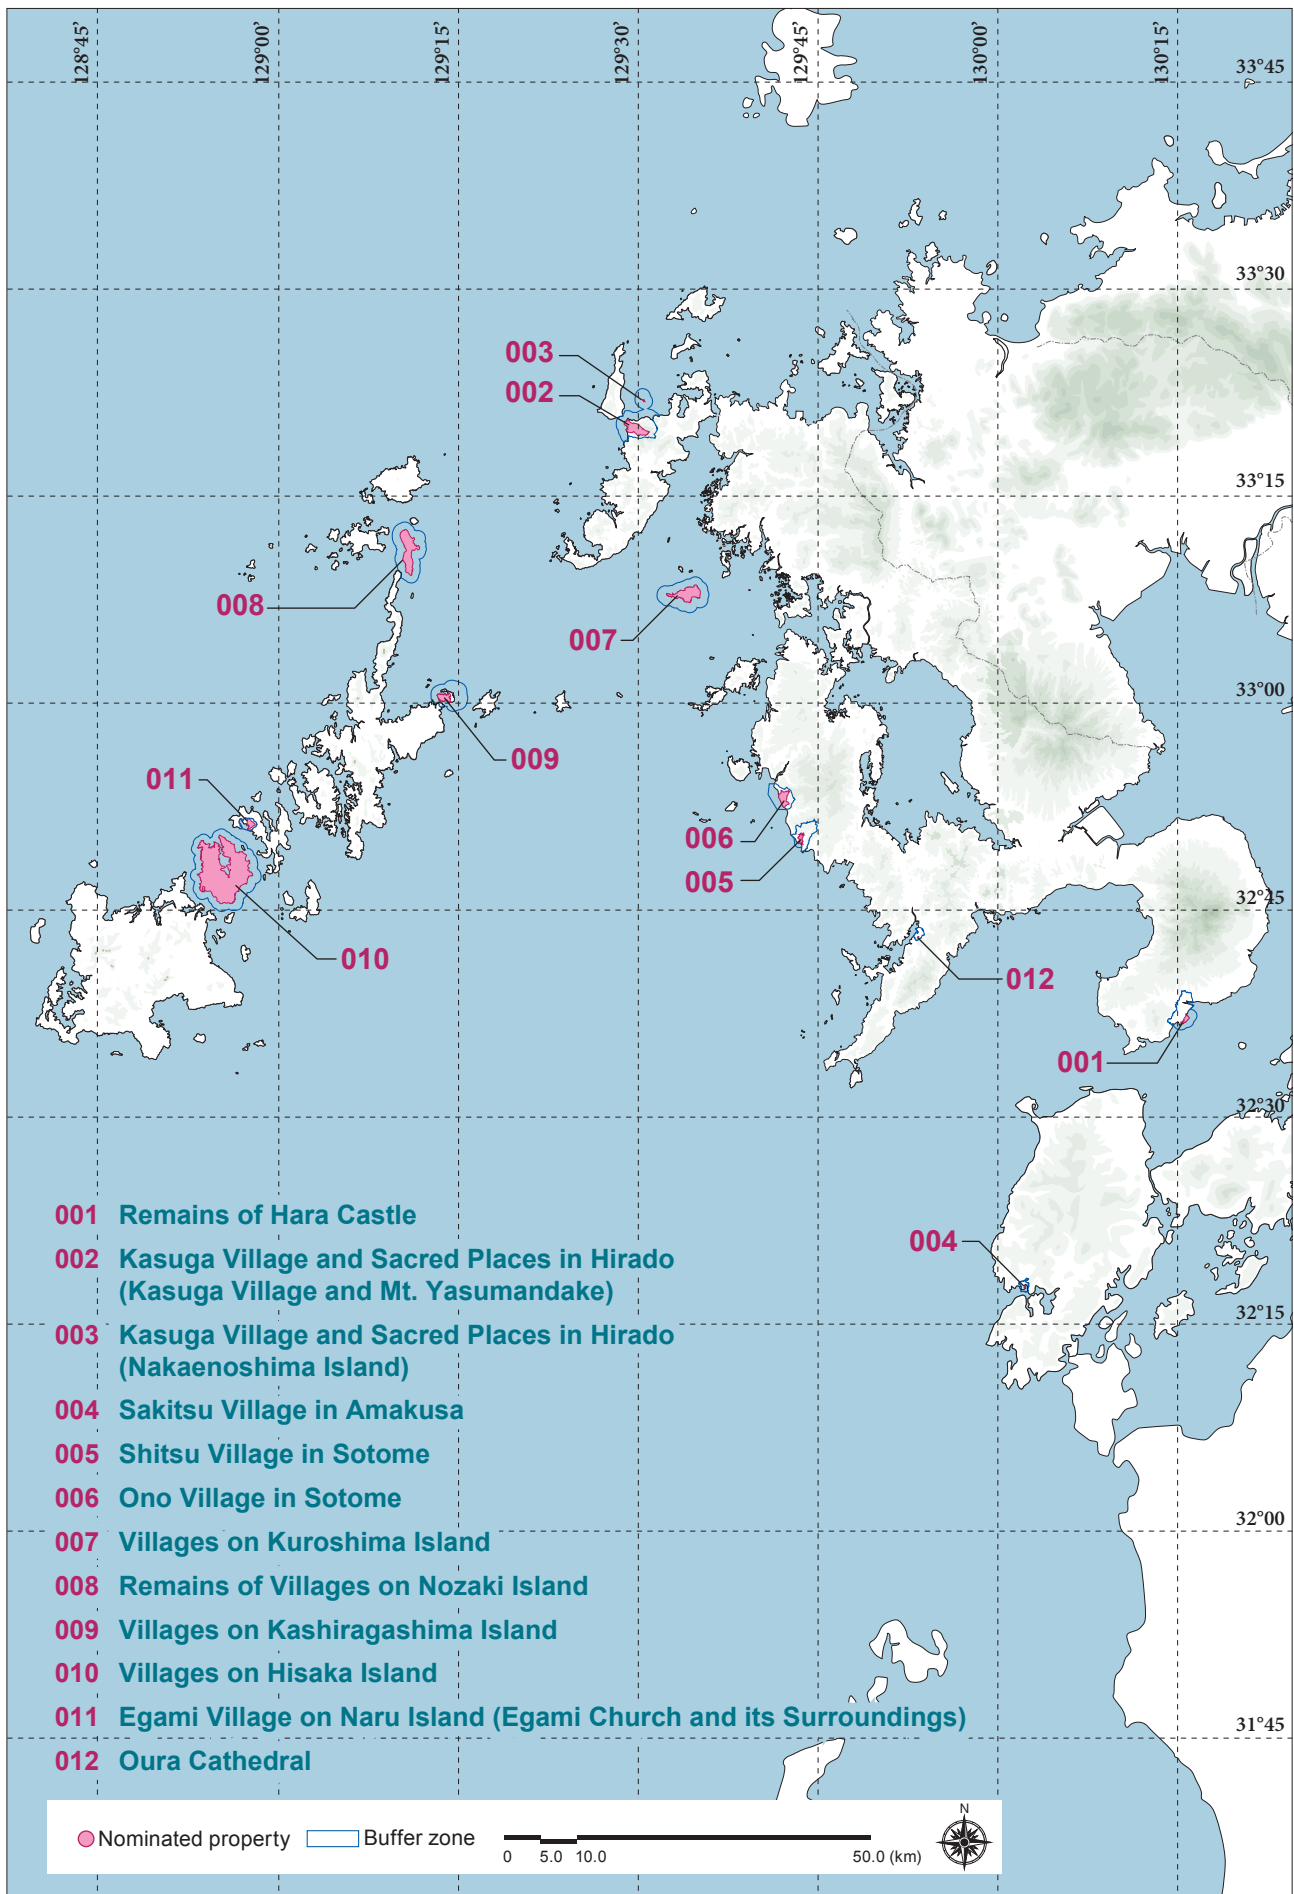 128°45'
129°00'
129°15'
129°30'
129°45'
130°00'
130°15'
33°45'
33°30'
003
002
33°15'
008
007
33°00'
009
011
006
005
32°45'
010
012
001
32°30'
004
32°15'
32°00'
31°45'
001 Remains of Hara Castle
002 Kasuga Village and Sacred Places in Hirado
(Kasuga Village and Mt. Yasumandake)
003 Kasuga Village and Sacred Places in Hirado
(Nakaenoshima Island)
004 Sakitsu Village in Amakusa
005 Shitsu Village in Sotome
006 Ono Village in Sotome
007 Villages on Kuroshima Island
008 Remains of Villages on Nozaki Island
009 Villages on Kashiragashima Island
010 Villages on Hisaka Island
011 Egami Village on Naru Island (Egami Church and its Surroundings)
012 Oura Cathedral
Nominated property
Buffer zone
0 5.0 10.0 50.0 (km)
N